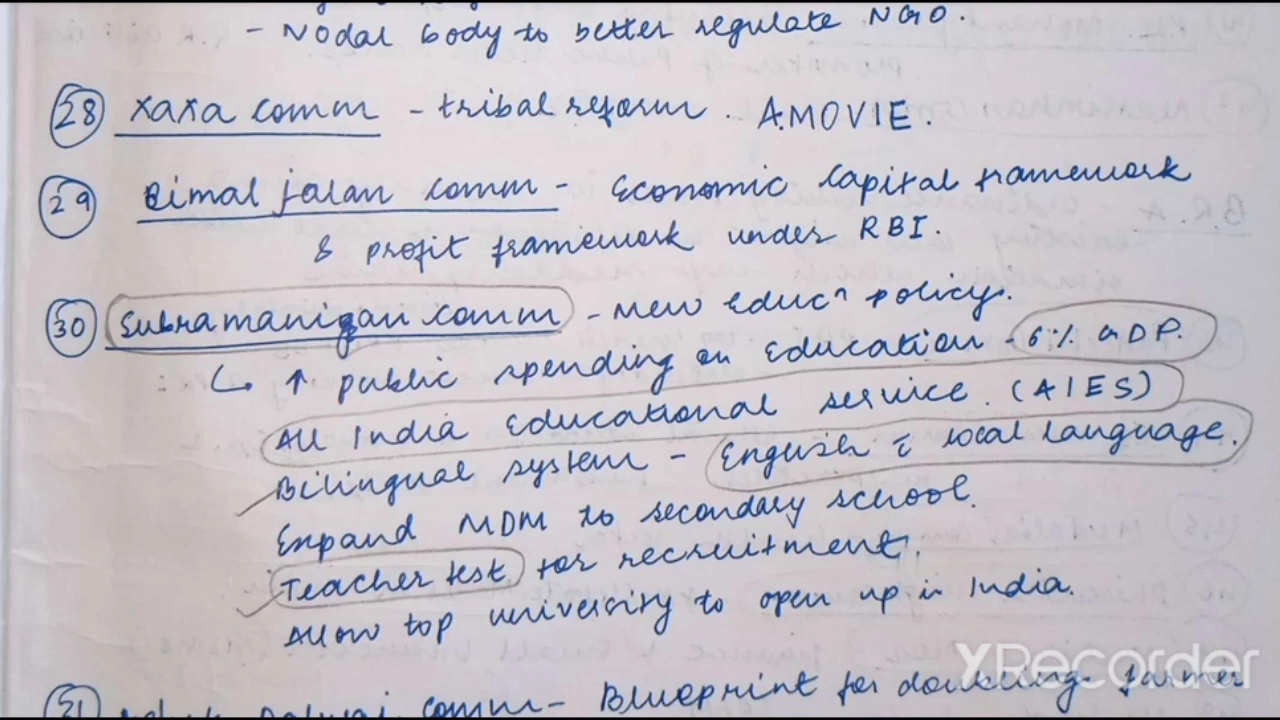 - Nodal body to better regulate NGO.
28 Xaxa comm - tribal reform. AMOVIE.
29 Bimal jalan comm - Economic Capital framework
& profit framework under RBI.
30 Subramanigan comm - New educⁿ policy.
↳ ↑ public spending on Education - 6% GDP.
All India Educational service. (AIES)
Bilingual system - English & local language.
Expand MDM to secondary school.
Teacher test for recruitment.
Allow top university to open up in India.
31 comm - Blueprint for doubling farmer
XRecorder